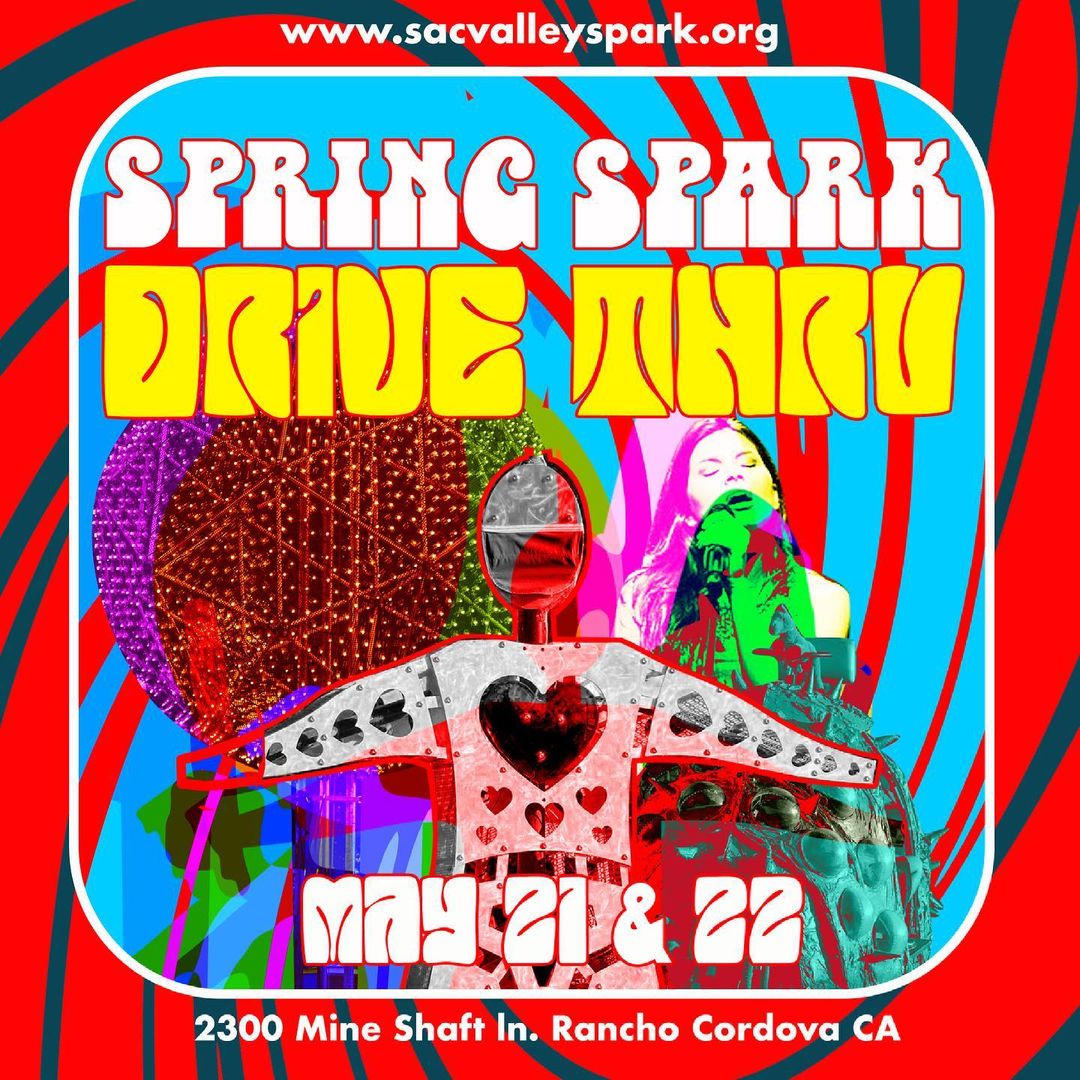 www.sacvalleyspark.org
SPRING SPARK
DRIVE THRU
MAY 21 & 22
2300 Mine Shaft ln. Rancho Cordova CA